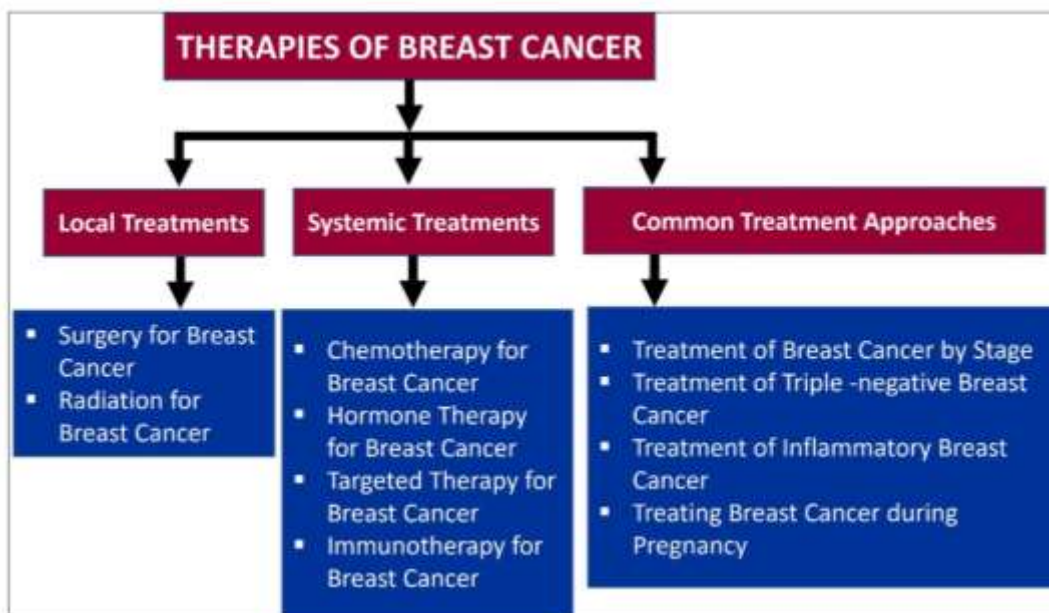 THERAPIES OF BREAST CANCER
Local Treatments
Systemic Treatments
Common Treatment Approaches
▪ Surgery for Breast
Cancer
▪ Radiation for
Breast Cancer
▪ Chemotherapy for
Breast Cancer
▪ Hormone Therapy
for Breast Cancer
▪ Targeted Therapy for
Breast Cancer
▪ Immunotherapy for
Breast Cancer
▪ Treatment of Breast Cancer by Stage
▪ Treatment of Triple -negative Breast
Cancer
▪ Treatment of Inflammatory Breast
Cancer
▪ Treating Breast Cancer during
Pregnancy